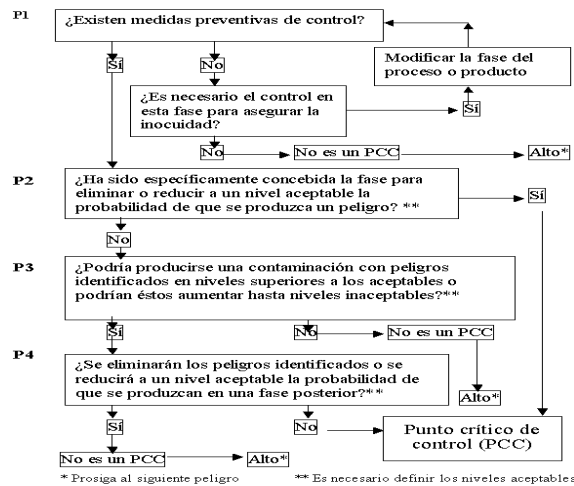 P1
¿Existen medidas preventivas de control?
Sí
No
Modificar la fase del
proceso o producto
¿Es necesario el control en
esta fase para asegurar la
inocuidad?
Sí
No
No es un PCC
Alto*
P2
¿Ha sido específicamente concebida la fase para
eliminar o reducir a un nivel aceptable la
probabilidad de que se produzca un peligro? **
Sí
No
P3
¿Podría producirse una contaminación con peligros
identificados en niveles superiores a los aceptables o
podrían éstos aumentar hasta niveles inaceptables?**
Sí
No
No es un PCC
Alto*
P4
¿Se eliminarán los peligros identificados o se
reducirá a un nivel aceptable la probabilidad de
que se produzcan en una fase posterior?**
Sí
No
Punto crítico de
control (PCC)
No es un PCC
Alto*
* Prosiga al siguiente peligro
** Es necesario definir los niveles aceptables